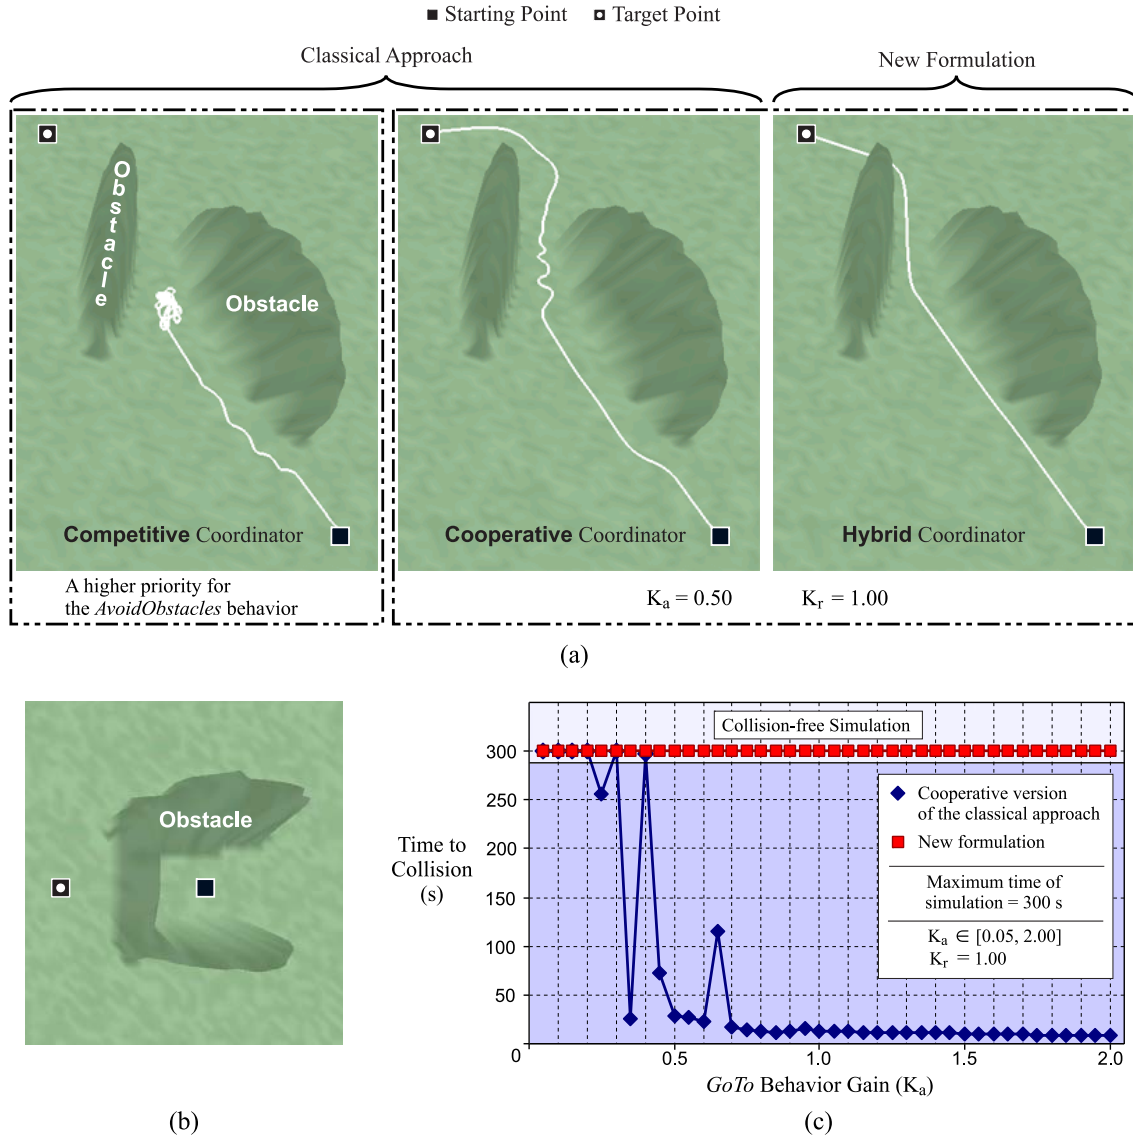 Starting Point
Target Point
Classical Approach
New Formulation
Obstacle
Obstacle
Competitive Coordinator
Cooperative Coordinator
Hybrid Coordinator
A higher priority for
the AvoidObstacles behavior
Ka = 0.50
Kr = 1.00
(a)
Obstacle
(b)
Collision-free Simulation
300
250
200
150
100
50
0
Time to
Collision
(s)
Cooperative version
of the classical approach
New formulation
Maximum time of
simulation = 300 s
Ka ∈ [0.05, 2.00]
Kr = 1.00
0.5
1.0
1.5
2.0
GoTo Behavior Gain (Ka)
(c)